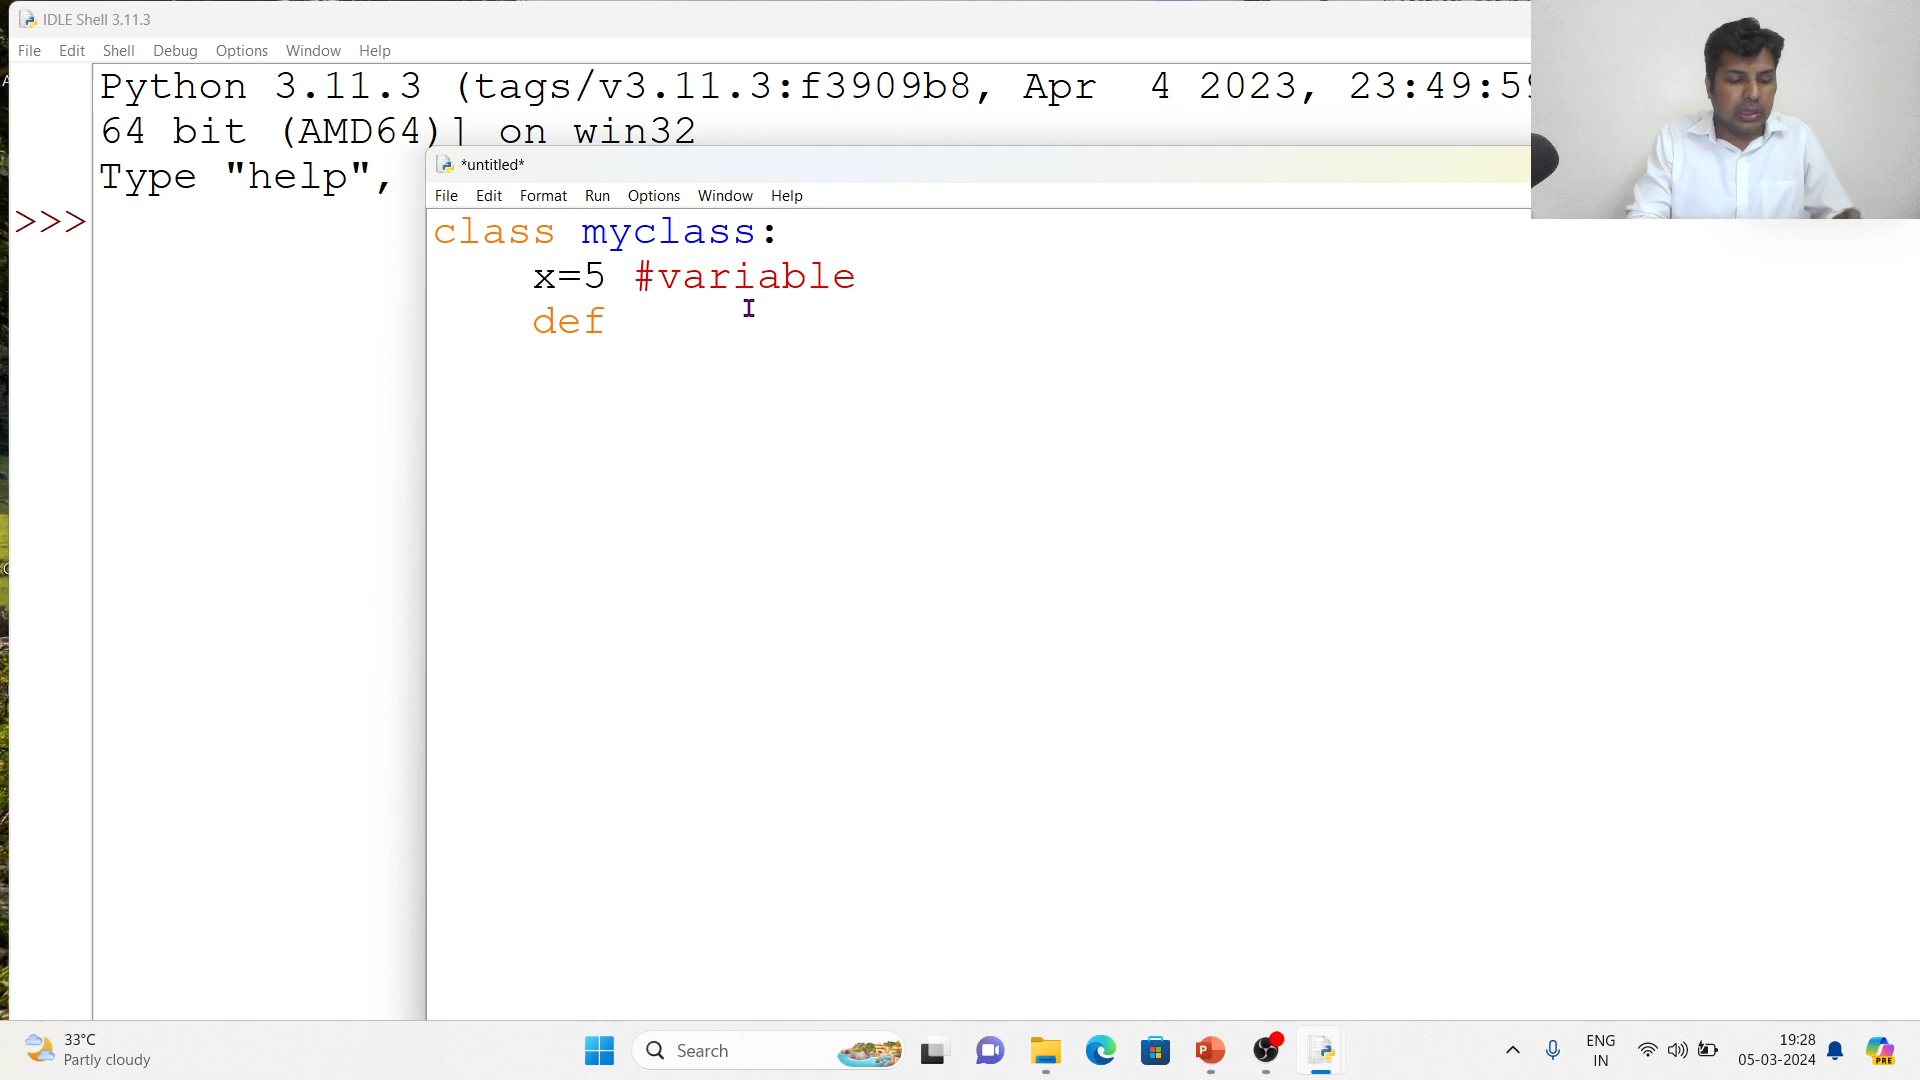 IDLE Shell 3.11.3
File Edit Shell Debug Options Window Help
Python 3.11.3 (tags/v3.11.3:f3909b8, Apr  4 2023, 23:49:59
64 bit (AMD64)] on win32
Type "help",
>>>
*untitled*
File Edit Format Run Options Window Help
class myclass:
    x=5 #variable
    def
33°C
Partly cloudy
Search
ENG
IN
19:28
05-03-2024
PRE